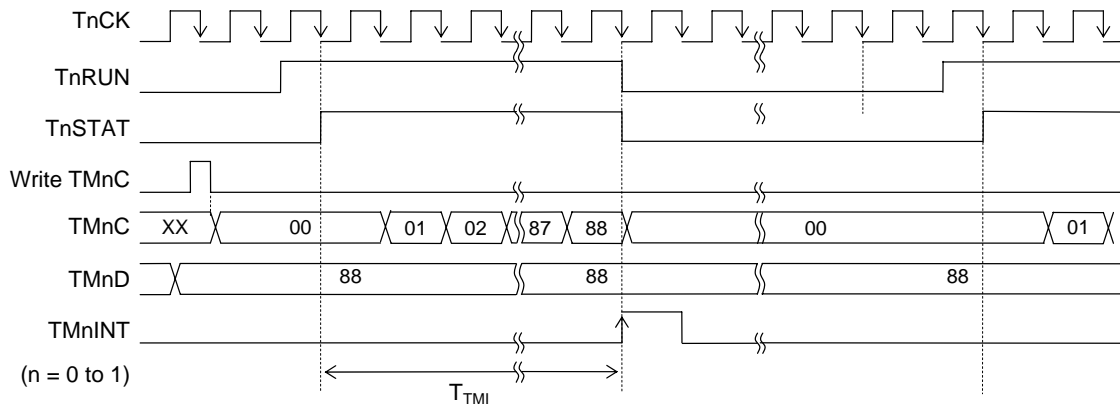 TnCK
TnRUN
TnSTAT
Write TMnC
TMnC XX 00 01 02 87 88 00 01
TMnD 88 88 88
TMnINT
(n = 0 to 1) TTMI